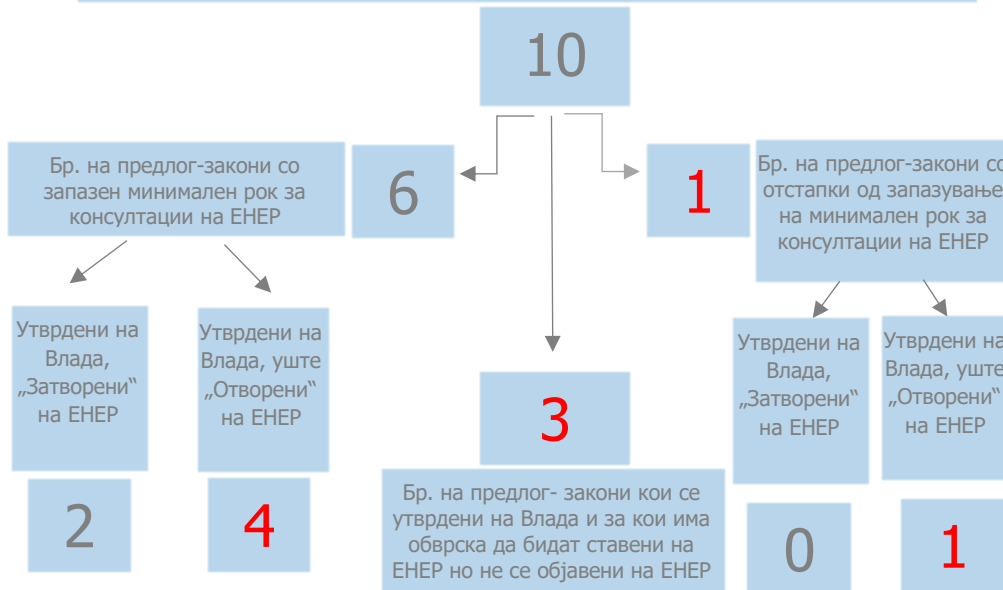 10
Бр. на предлог-закони со
запазен минимален рок за
консултации на ЕНЕР
6
1
Бр. на предлог-закони со
отстапки од запазување
на минимален рок за
консултации на ЕНЕР
Утврдени на
Влада,
„Затворени“
на ЕНЕР
Утврдени на
Влада, уште
„Отворени“
на ЕНЕР
2
4
3
Бр. на предлог- закони кои се
утврдени на Влада и за кои има
обврска да бидат ставени на
ЕНЕР но не се објавени на ЕНЕР
Утврдени на
Влада,
„Затворени“
на ЕНЕР
Утврдени на
Влада, уште
„Отворени“
на ЕНЕР
0
1